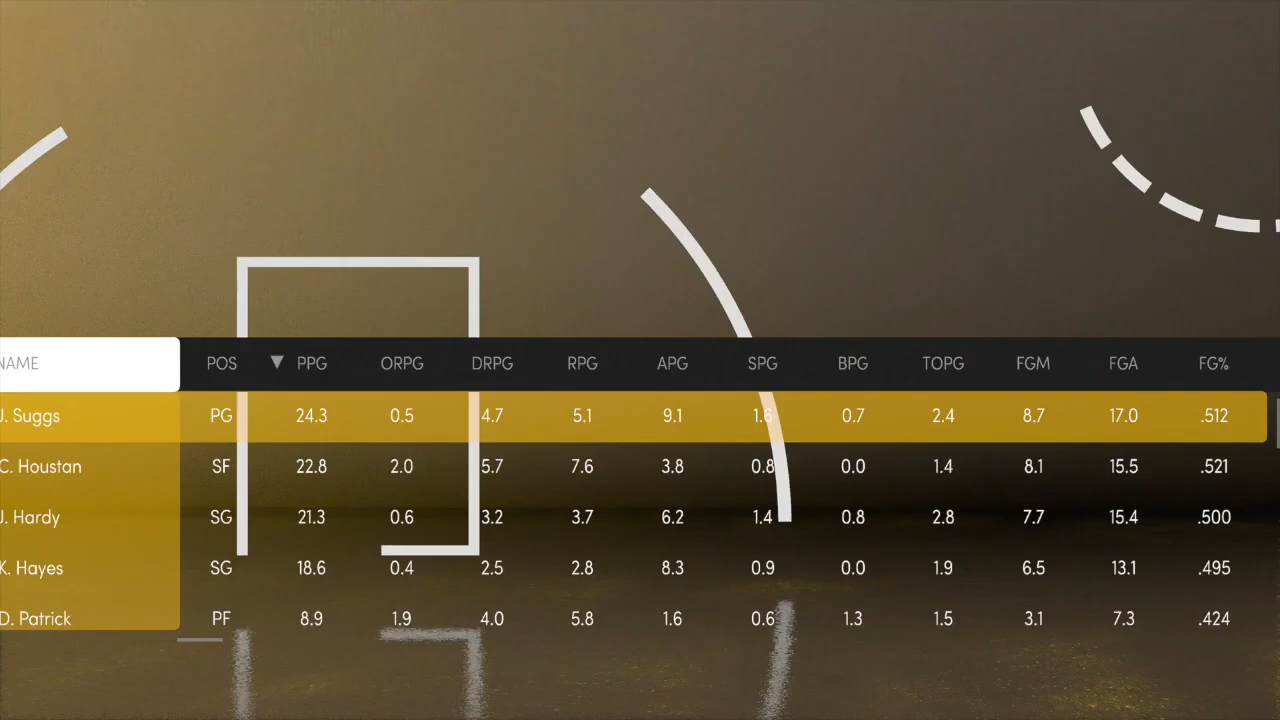 NAME POS ▼ PPG ORPG DRPG RPG APG SPG BPG TOPG FGM FGA FG%
J. Suggs PG 24.3 0.5 4.7 5.1 9.1 1.6 0.7 2.4 8.7 17.0 .512
C. Houstan SF 22.8 2.0 5.7 7.6 3.8 0.8 0.0 1.4 8.1 15.5 .521
J. Hardy SG 21.3 0.6 3.2 3.7 6.2 1.4 0.8 2.8 7.7 15.4 .500
K. Hayes SG 18.6 0.4 2.5 2.8 8.3 0.9 0.0 1.9 6.5 13.1 .495
D. Patrick PF 8.9 1.9 4.0 5.8 1.6 0.6 1.3 1.5 3.1 7.3 .424